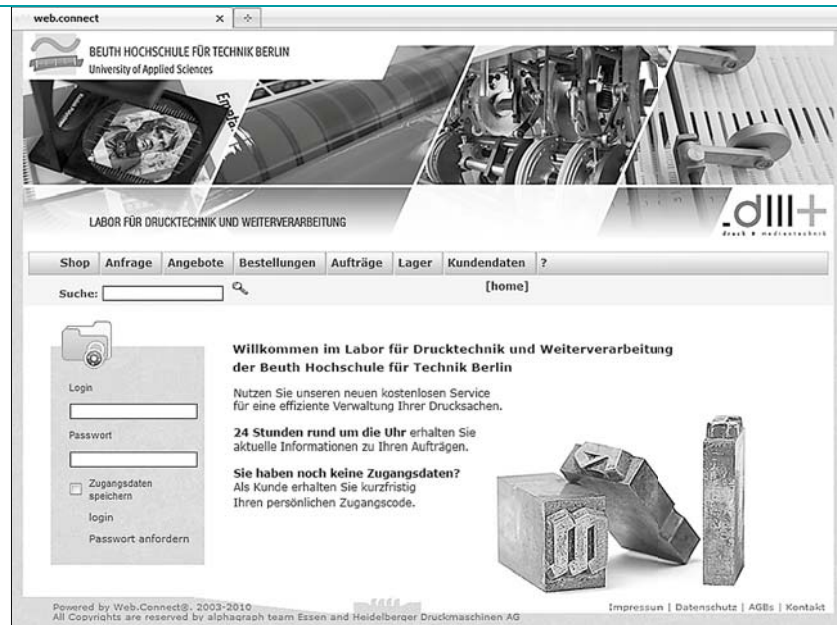 web.connect
BEUTH HOCHSCHULE FÜR TECHNIK BERLIN
University of Applied Sciences
LABOR FÜR DRUCKTECHNIK UND WEITERVERARBEITUNG
.dm+
druck & medientechnik
Shop Anfrage Angebote Bestellungen Aufträge Lager Kundendaten ?
Suche: [home]
Login
Passwort
Zugangsdaten
speichern
login
Passwort anfordern
Willkommen im Labor für Drucktechnik und Weiterverarbeitung
der Beuth Hochschule für Technik Berlin
Nutzen Sie unseren neuen kostenlosen Service
für eine effiziente Verwaltung Ihrer Drucksachen.
24 Stunden rund um die Uhr erhalten Sie
aktuelle Informationen zu Ihren Aufträgen.
Sie haben noch keine Zugangsdaten?
Als Kunde erhalten Sie kurzfristig
Ihren persönlichen Zugangscode.
Powered by Web.Connect®. 2003-2010
All Copyrights are reserved by alphagraph team Essen and Heidelberger Druckmaschinen AG
Impressun | Datenschutz | AGBs | Kontakt